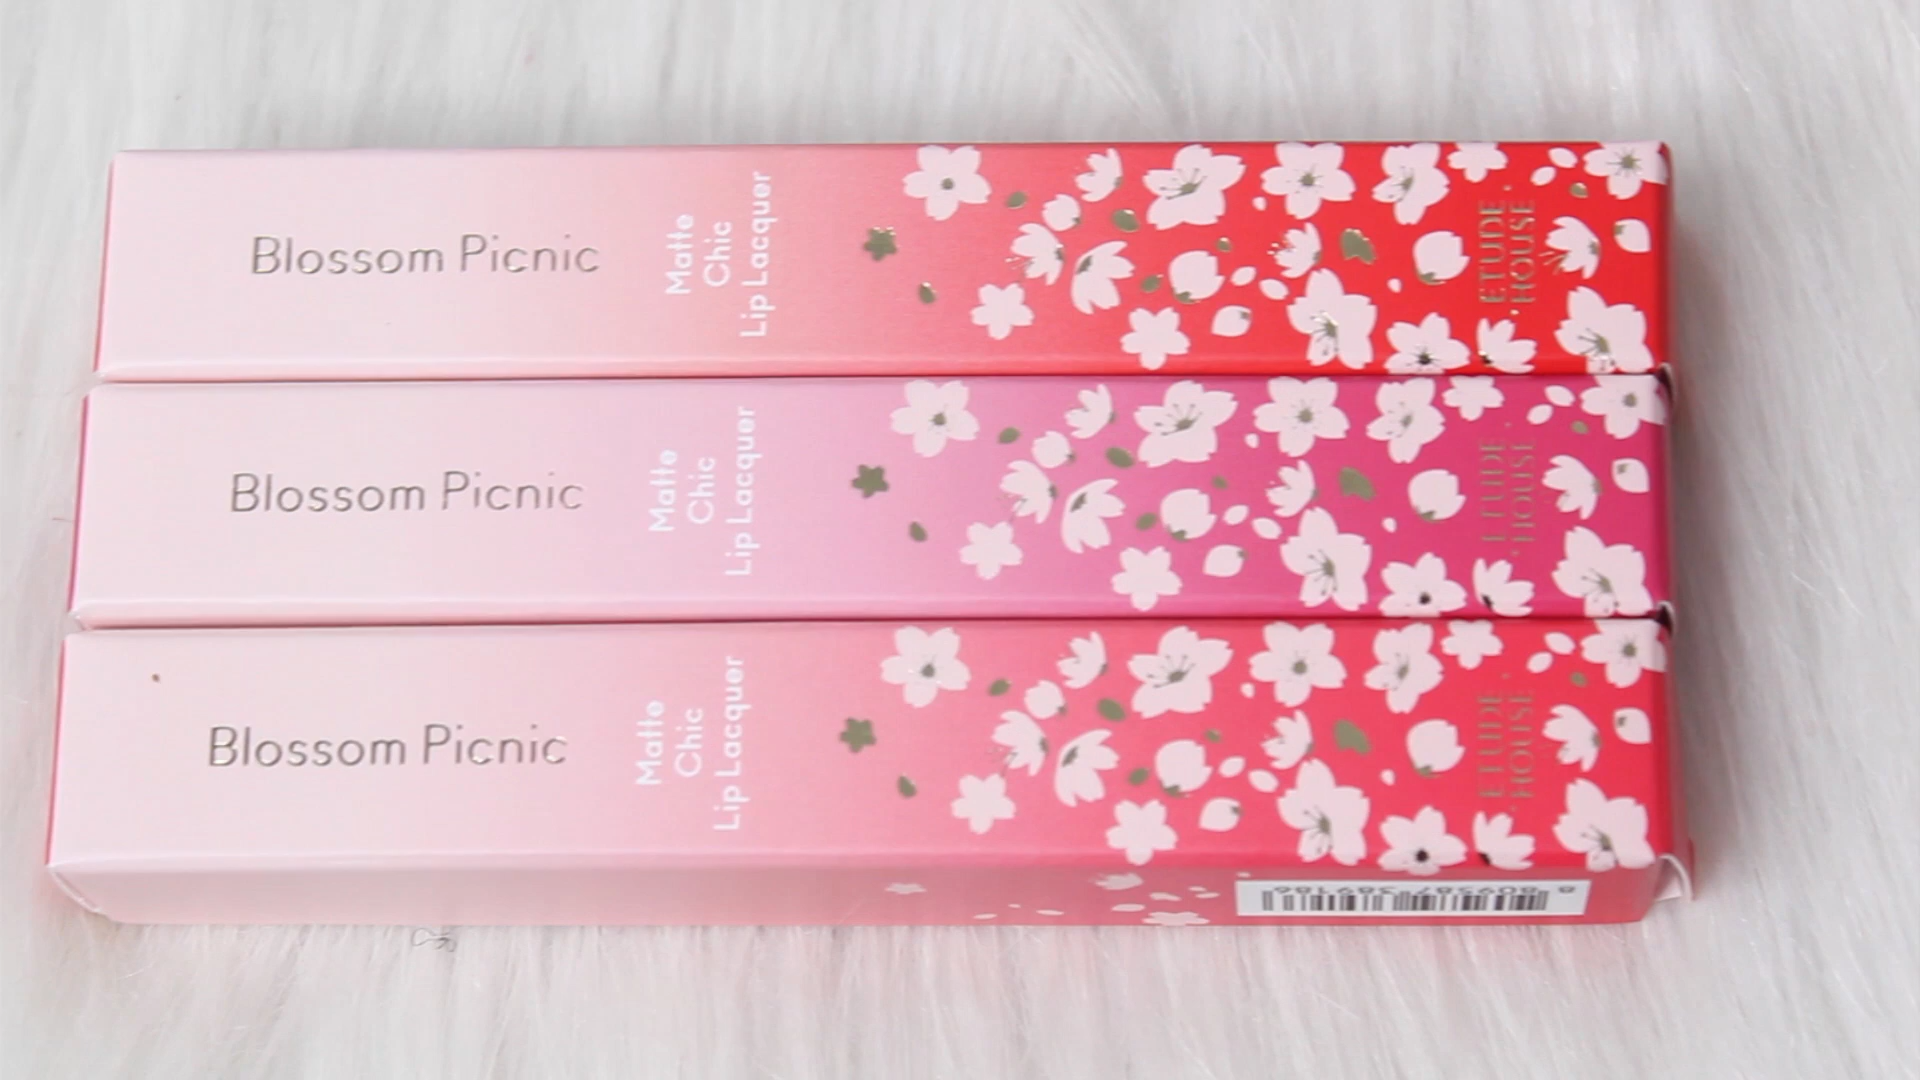 Blossom Picnic
Matte
Chic
Lip Lacquer
ETUDE
HOUSE
Blossom Picnic
Matte
Chic
Lip Lacquer
ETUDE
HOUSE
Blossom Picnic
Matte
Chic
Lip Lacquer
ETUDE
HOUSE